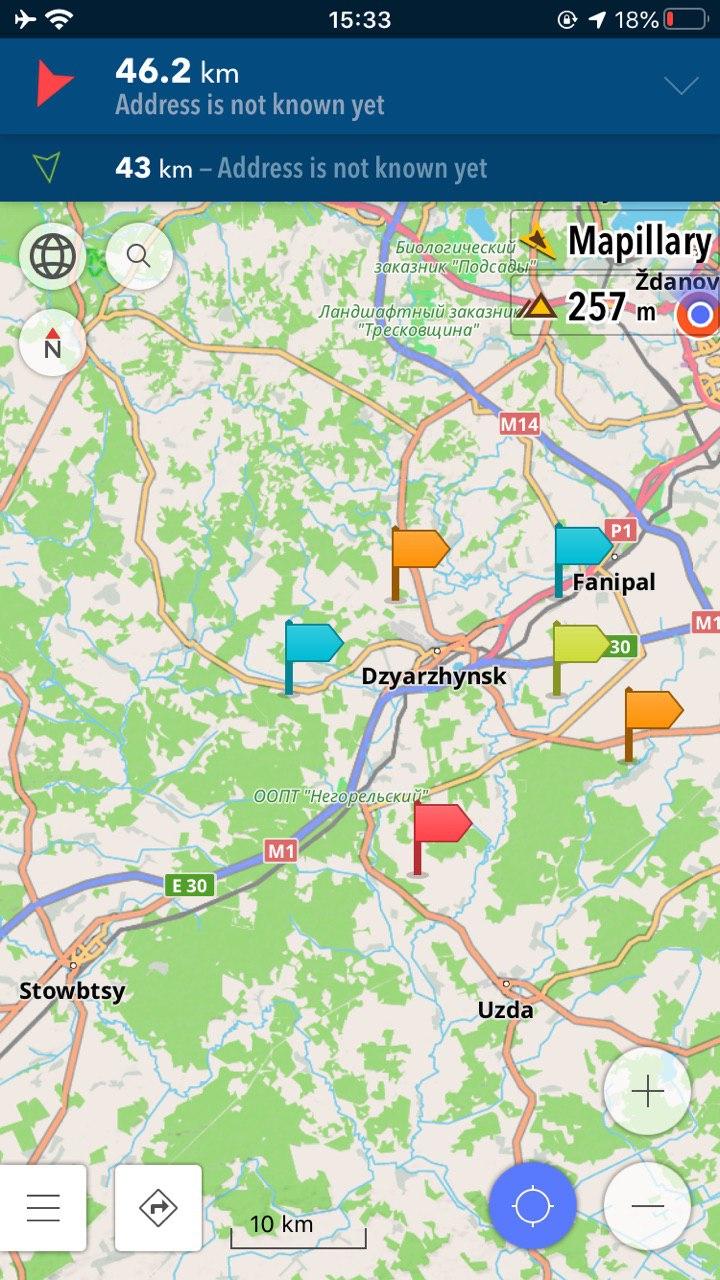 15:33
18%
46.2 km
Address is not known yet
43 km – Address is not known yet
Биологический
заказник "Подсады"
Mapillary
Ždanov
Ландшафтный заказник
"Тресковщина"
257 m
N
M14
P1
Fanipal
M1
30
Dzyarzhynsk
ООПТ "Негорельский"
M1
E 30
Stowbtsy
Uzda
10 km